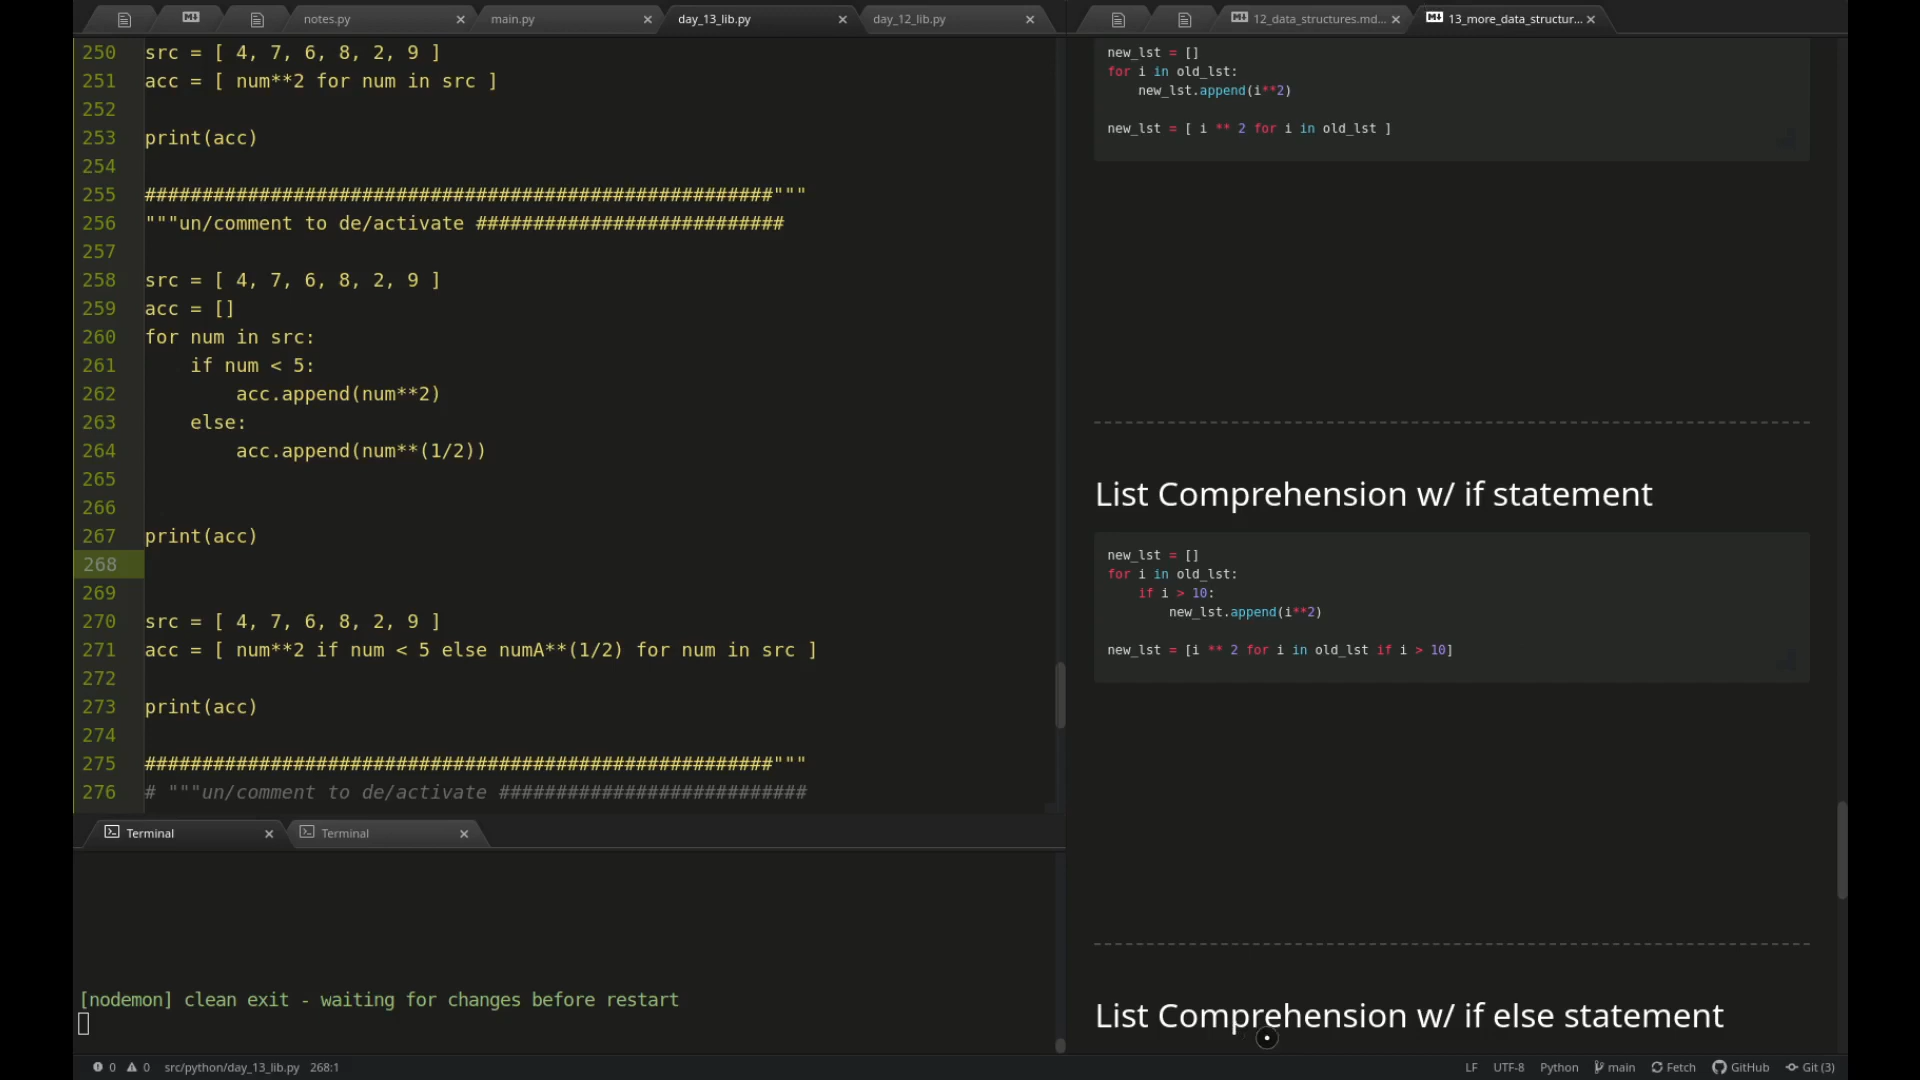 notes.py
main.py
day_13_lib.py
day_12_lib.py
12_data_structures.md...
13_more_data_structur...
250 src = [ 4, 7, 6, 8, 2, 9 ]
251 acc = [ num**2 for num in src ]
252
253 print(acc)
254
255 #######################################################"""
256 """un/comment to de/activate ###########################
257
258 src = [ 4, 7, 6, 8, 2, 9 ]
259 acc = []
260 for num in src:
261     if num < 5:
262         acc.append(num**2)
263     else:
264         acc.append(num**(1/2))
265
266
267 print(acc)
268
269
270 src = [ 4, 7, 6, 8, 2, 9 ]
271 acc = [ num**2 if num < 5 else numA**(1/2) for num in src ]
272
273 print(acc)
274
275 #######################################################"""
276 # """un/comment to de/activate ###########################
Terminal
Terminal
[nodemon] clean exit - waiting for changes before restart
new_lst = []
for i in old_lst:
    new_lst.append(i**2)
new_lst = [ i ** 2 for i in old_lst ]
List Comprehension w/ if statement
new_lst = []
for i in old_lst:
    if i > 10:
        new_lst.append(i**2)
new_lst = [i ** 2 for i in old_lst if i > 10]
List Comprehension w/ if else statement
0 0 src/python/day_13_lib.py 268:1
LF UTF-8 Python main Fetch GitHub Git (3)